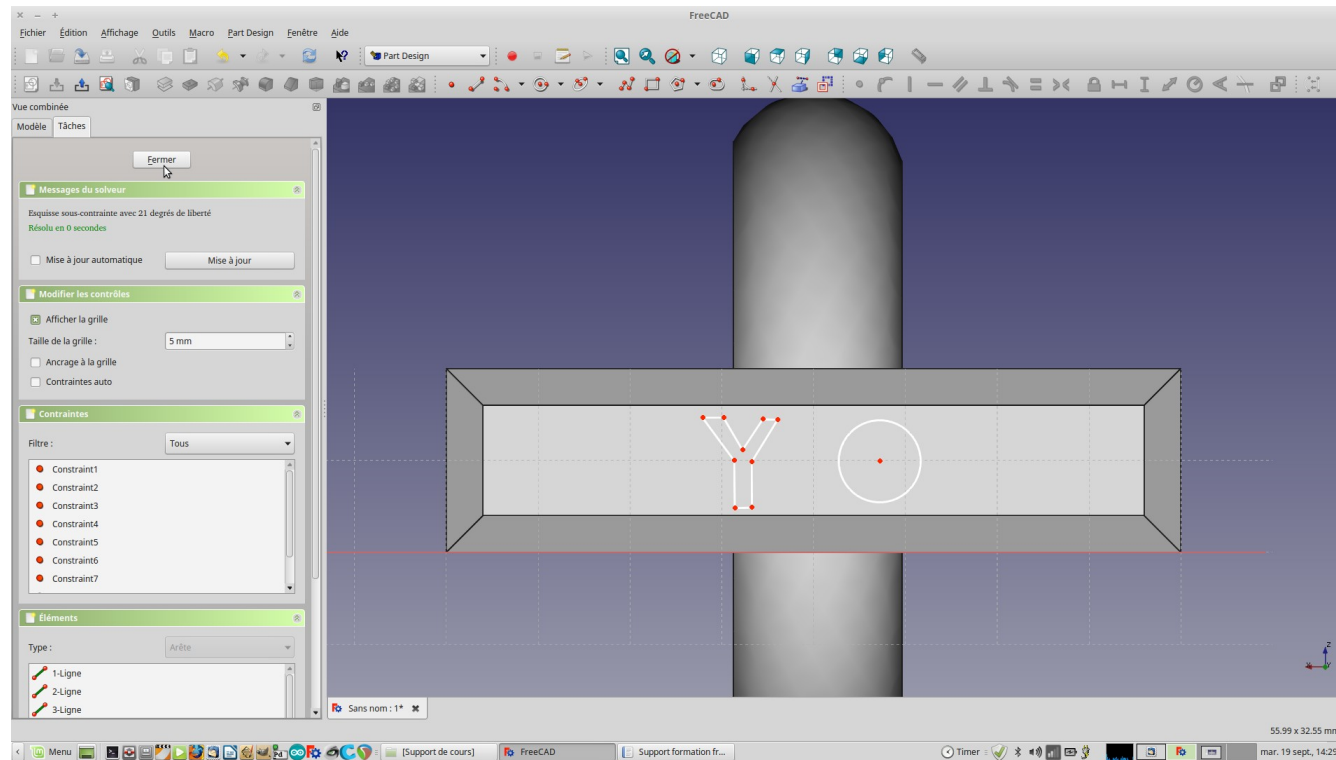 FreeCAD
Fichier Édition Affichage Outils Macro Part Design Fenêtre Aide
Part Design
Vue combinée
Modèle Tâches
Fermer
Messages du solveur
Esquisse sous-contrainte avec 21 degrés de liberté
Résolu en 0 secondes
Mise à jour automatique Mise à jour
Modifier les contrôles
Afficher la grille
Taille de la grille : 5 mm
Ancrage à la grille
Contraintes auto
Contraintes
Filtre : Tous
Constraint1
Constraint2
Constraint3
Constraint4
Constraint5
Constraint6
Constraint7
Éléments
Type : Arête
1-Ligne
2-Ligne
3-Ligne
YO
Z
Y
Sans nom : 1*
55.99 x 32.55 mm
Menu [Support de cours] FreeCAD Support formation fr... Timer mar. 19 sept., 14:29